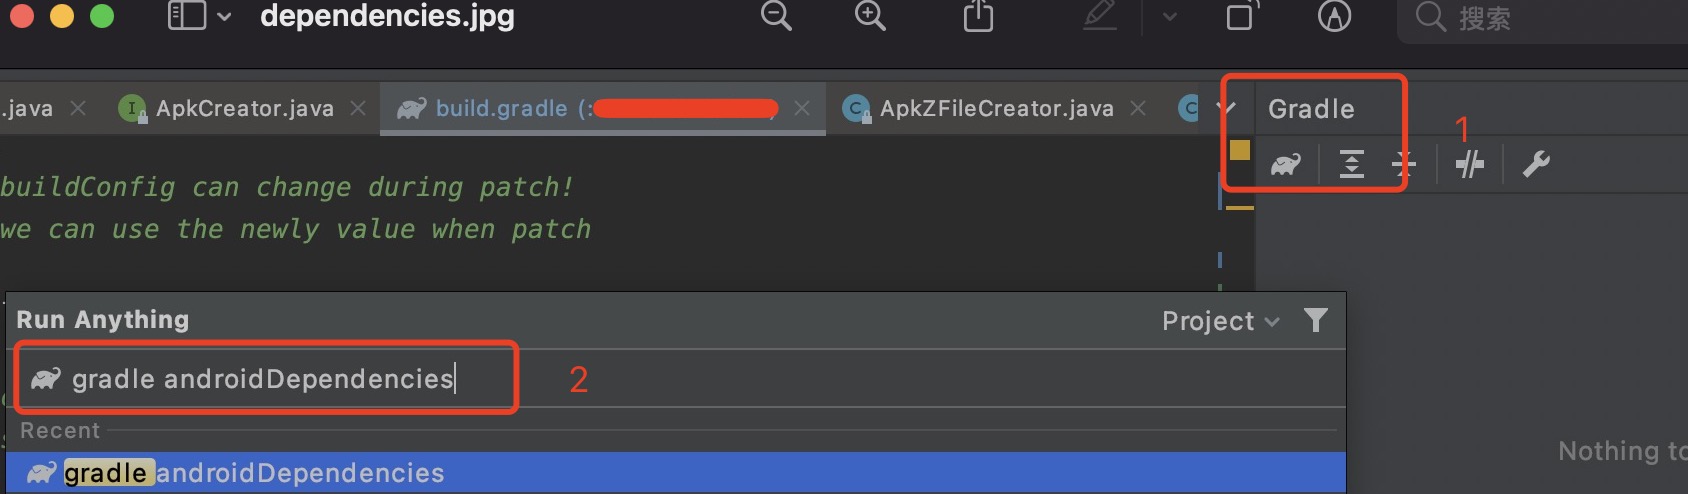 dependencies.jpg
搜索
.java
ApkCreator.java
build.gradle (:
ApkZFileCreator.java
Gradle
1
buildConfig can change during patch!
we can use the newly value when patch
Run Anything
Project
gradle androidDependencies
2
Recent
gradle androidDependencies
Nothing to